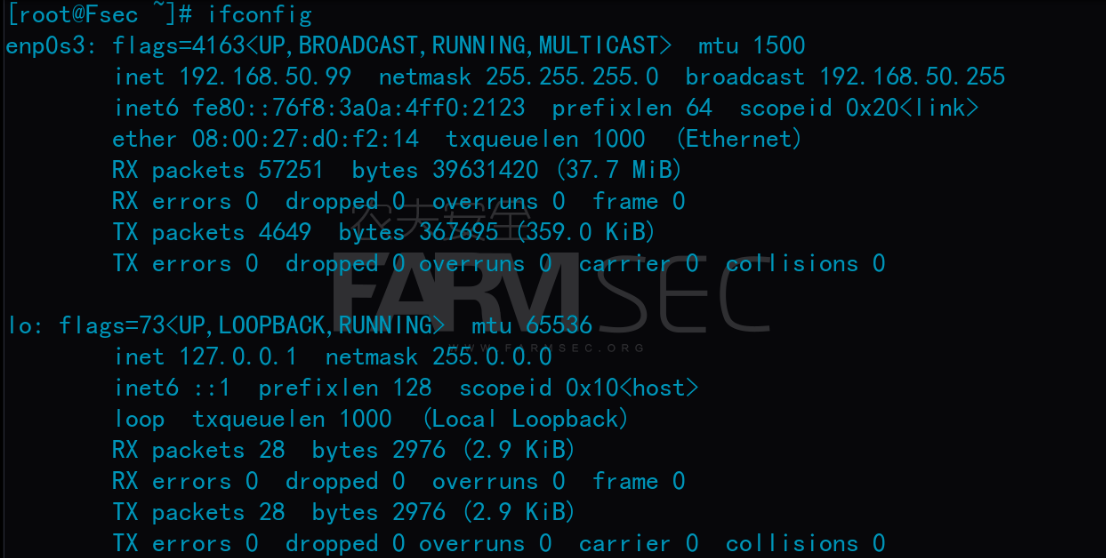 [root@Fsec ~]# ifconfig
enp0s3: flags=4163<UP,BROADCAST,RUNNING,MULTICAST>  mtu 1500
        inet 192.168.50.99  netmask 255.255.255.0  broadcast 192.168.50.255
        inet6 fe80::76f8:3a0a:4ff0:2123  prefixlen 64  scopeid 0x20<link>
        ether 08:00:27:d0:f2:14  txqueuelen 1000  (Ethernet)
        RX packets 57251  bytes 39631420 (37.7 MiB)
        RX errors 0  dropped 0  overruns 0  frame 0
        TX packets 4649  bytes 367695 (359.0 KiB)
        TX errors 0  dropped 0 overruns 0  carrier 0  collisions 0
农夫安全
FARMSEC
WWW.FARMSEC.ORG
lo: flags=73<UP,LOOPBACK,RUNNING>  mtu 65536
        inet 127.0.0.1  netmask 255.0.0.0
        inet6 ::1  prefixlen 128  scopeid 0x10<host>
        loop  txqueuelen 1000  (Local Loopback)
        RX packets 28  bytes 2976 (2.9 KiB)
        RX errors 0  dropped 0  overruns 0  frame 0
        TX packets 28  bytes 2976 (2.9 KiB)
        TX errors 0  dropped 0 overruns 0  carrier 0  collisions 0